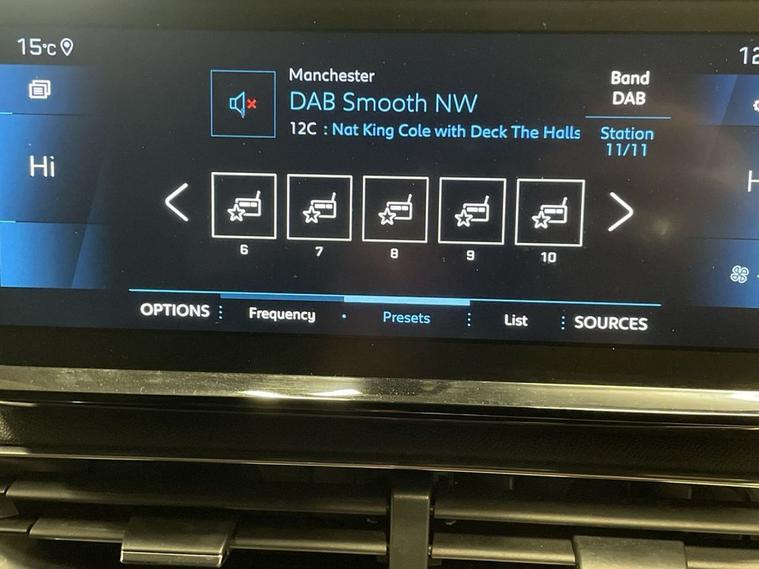 15°C
12
Manchester
DAB Smooth NW
12C : Nat King Cole with Deck The Halls
Band
DAB
Station
11/11
Hi
H
6 7 8 9 10
OPTIONS Frequency Presets List SOURCES